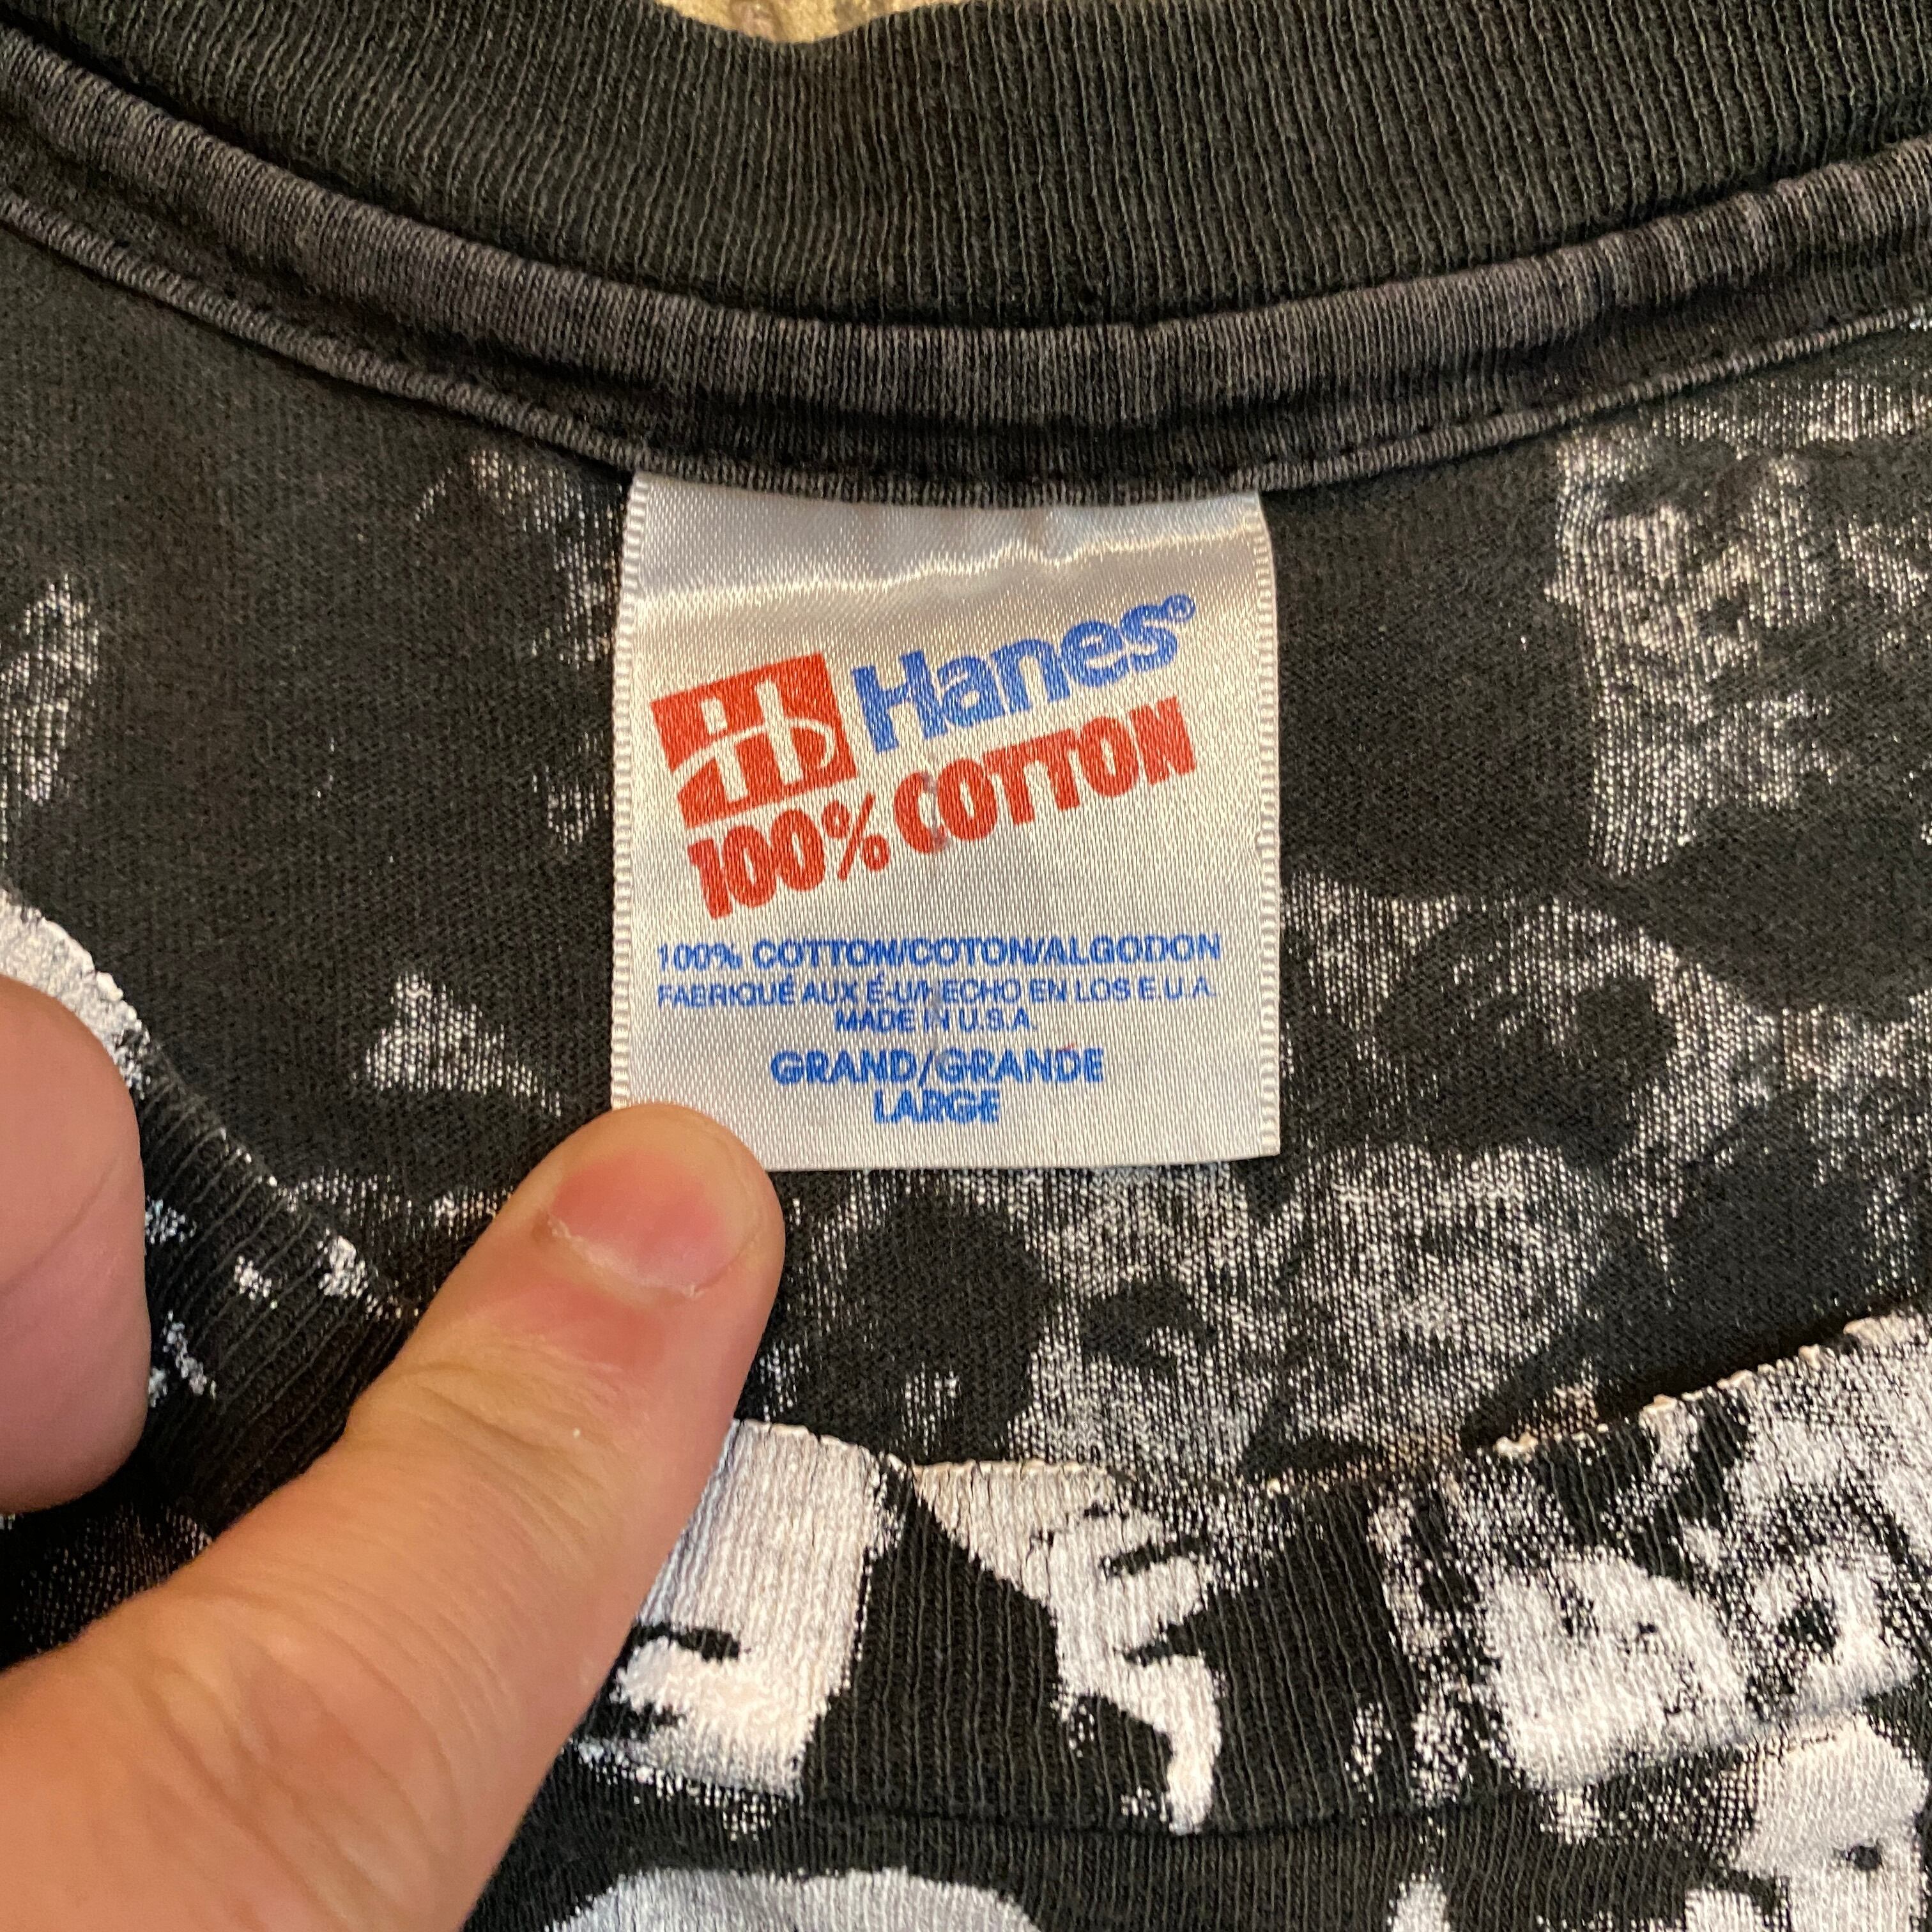 Hanes®
100% COTTON
100% COTTON/COTON/ALGODON
FABRIQUÉ AUX É-U/HECHO EN LOS E.U.A.
MADE IN U.S.A.
GRAND/GRANDE
LARGE